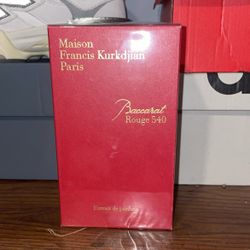 Maison
Francis Kurkdjian
Paris
Baccarat
Rouge 540
Extrait de parfum